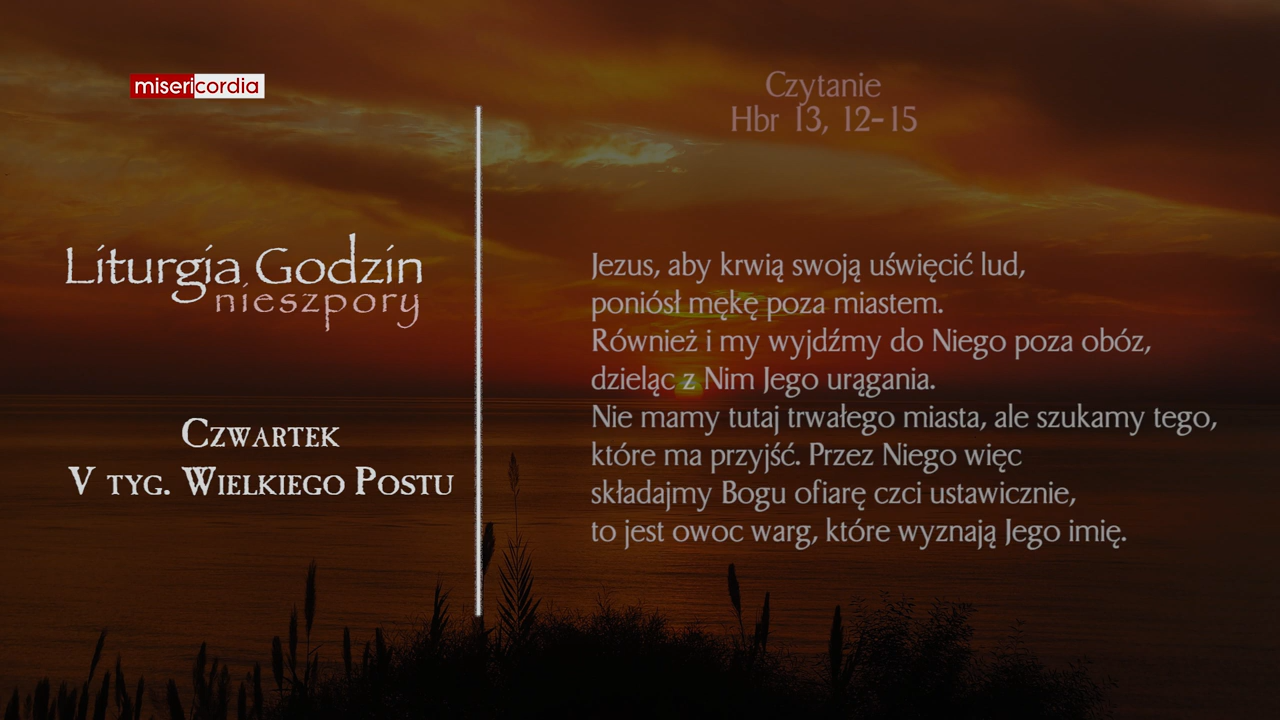 misericordia
Liturgia Godzin
nieszpory
Czwartek
V tyg. Wielkiego Postu
Czytanie
Hbr 13, 12-15
Jezus, aby krwią swoją uświęcić lud,
poniósł mękę poza miastem.
Również i my wyjdźmy do Niego poza obóz,
dzieląc z Nim Jego urągania.
Nie mamy tutaj trwałego miasta, ale szukamy tego,
które ma przyjść. Przez Niego więc
składajmy Bogu ofiarę czci ustawicznie,
to jest owoc warg, które wyznają Jego imię.